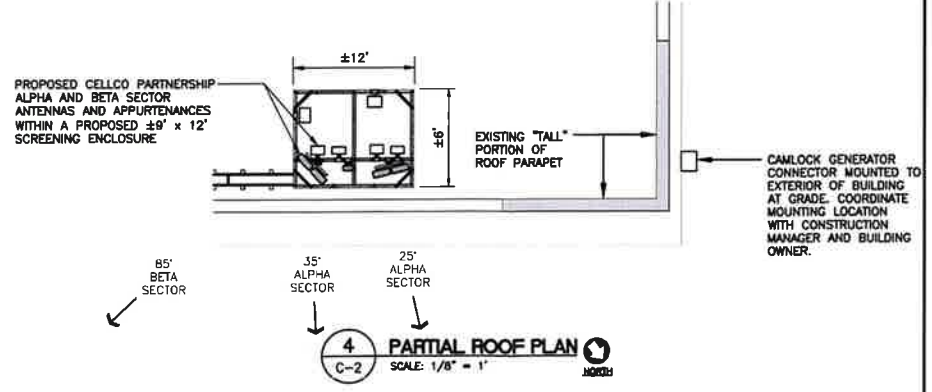 ±12'
PROPOSED CELLCO PARTNERSHIP
ALPHA AND BETA SECTOR
ANTENNAS AND APPURTENANCES
WITHIN A PROPOSED ±9' x 12'
SCREENING ENCLOSURE
±6'
EXISTING "TALL"
PORTION OF
ROOF PARAPET
CAMLOCK GENERATOR
CONNECTOR MOUNTED TO
EXTERIOR OF BUILDING
AT GRADE. COORDINATE
MOUNTING LOCATION
WITH CONSTRUCTION
MANAGER AND BUILDING
OWNER.
85°
BETA
SECTOR
35°
ALPHA
SECTOR
25°
ALPHA
SECTOR
4
C-2
PARTIAL ROOF PLAN
SCALE: 1/8" = 1'
NORTH